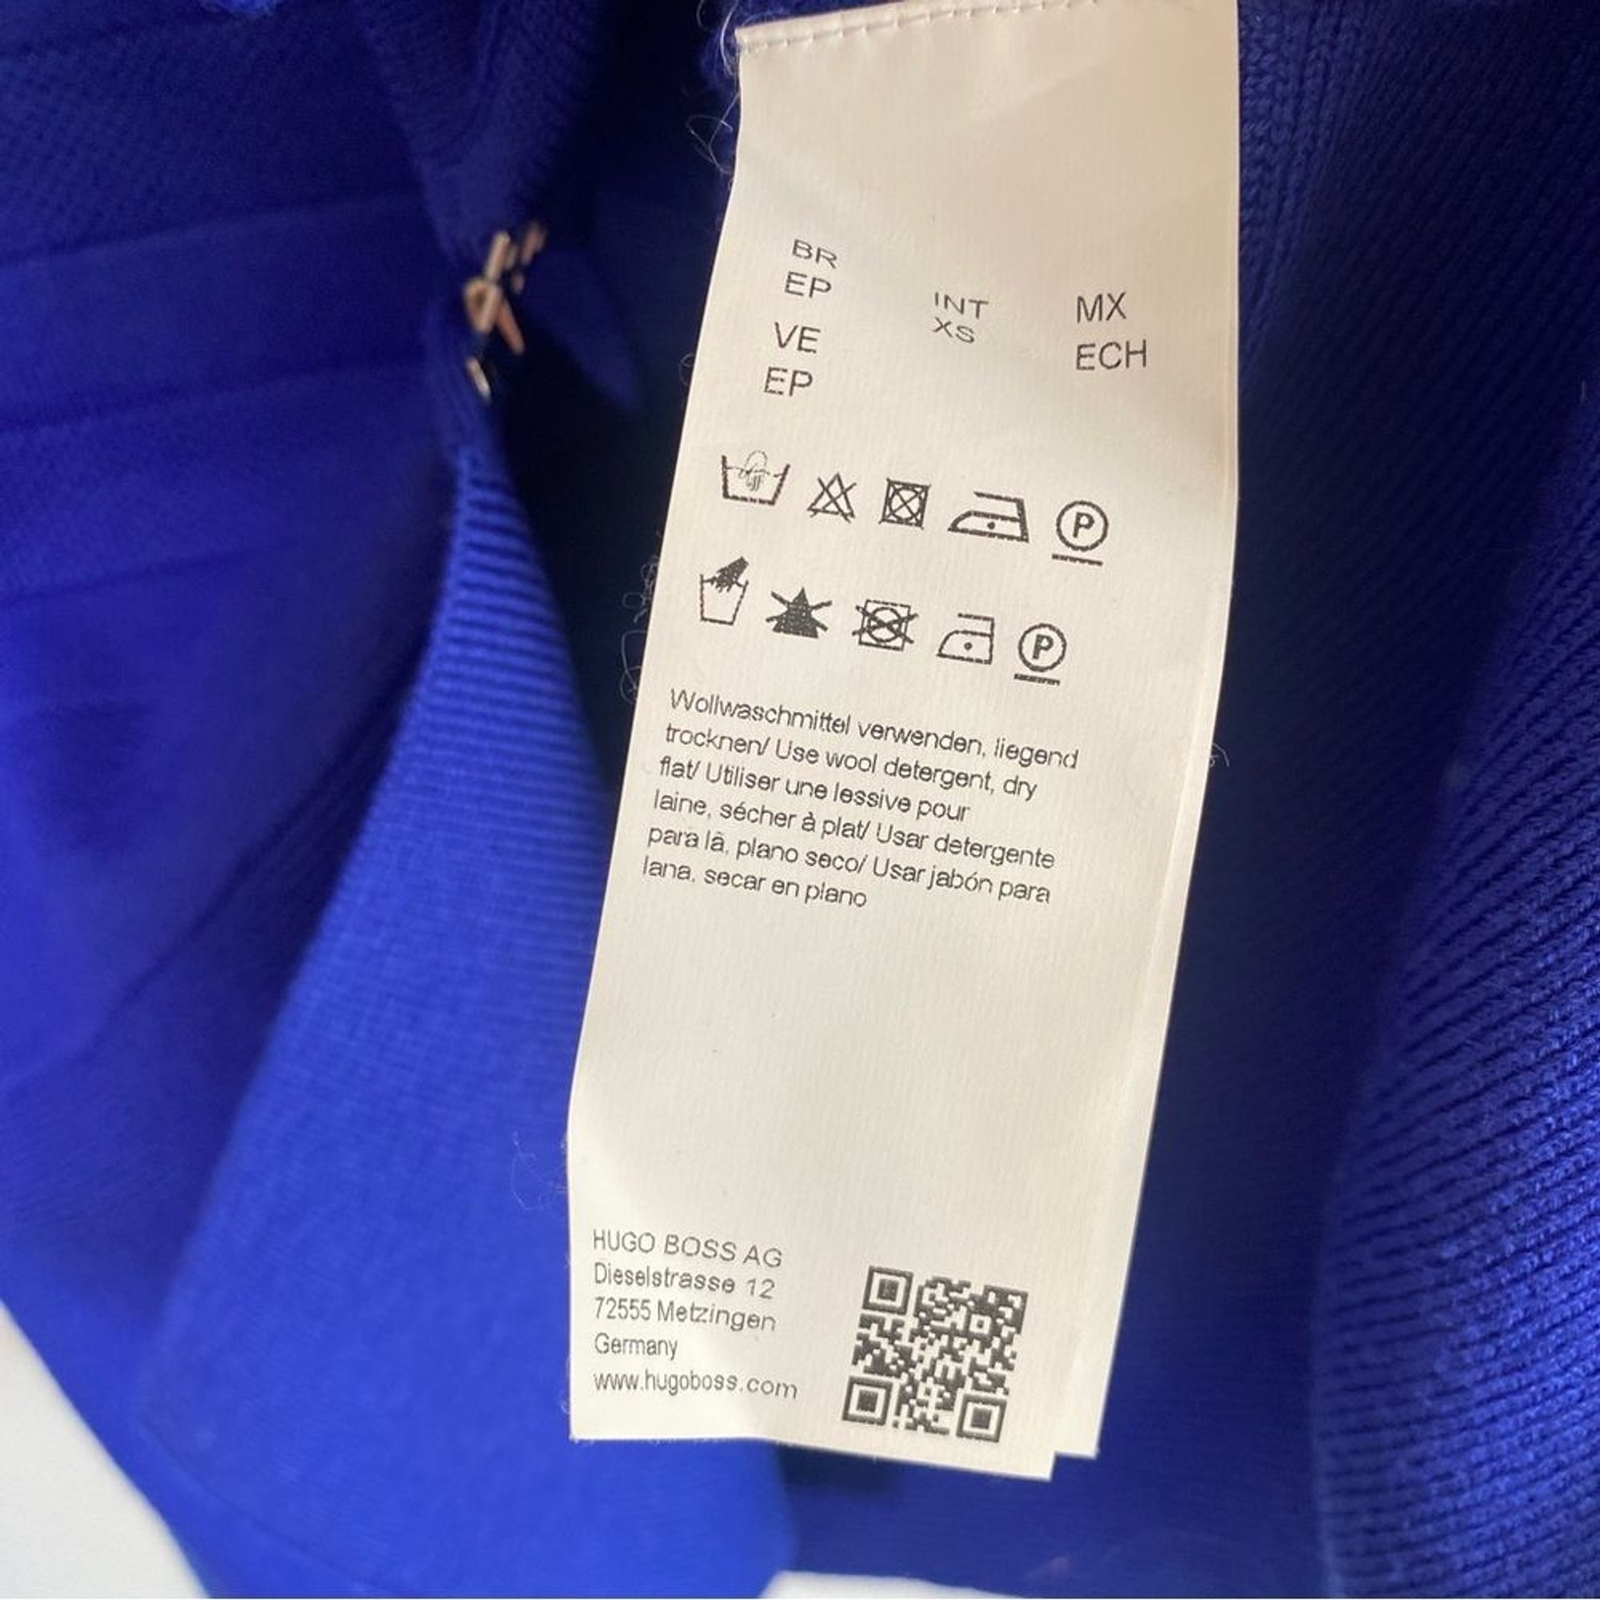 BR
EP
VE
EP
INT
XS
MX
ECH
P
P
Wollwaschmittel verwenden, liegend
trocknen/ Use wool detergent, dry
flat/ Utiliser une lessive pour
laine, sécher à plat/ Usar detergente
para lã, plano seco/ Usar jabón para
lana, secar en plano
HUGO BOSS AG
Dieselstrasse 12
72555 Metzingen
Germany
www.hugoboss.com